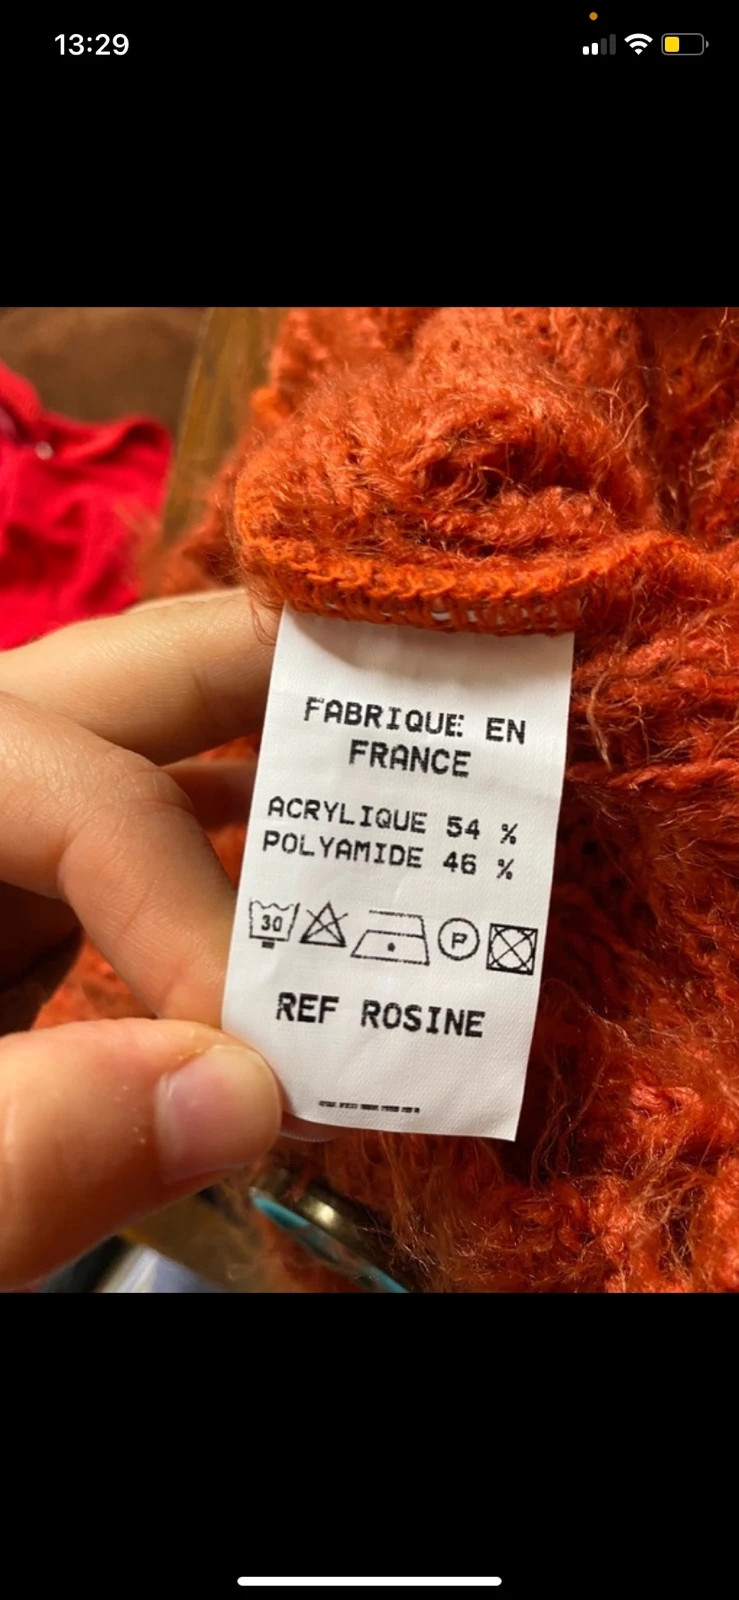 13:29
FABRIQUE EN
FRANCE
ACRYLIQUE 54 %
POLYAMIDE 46 %
30 P
REF ROSINE